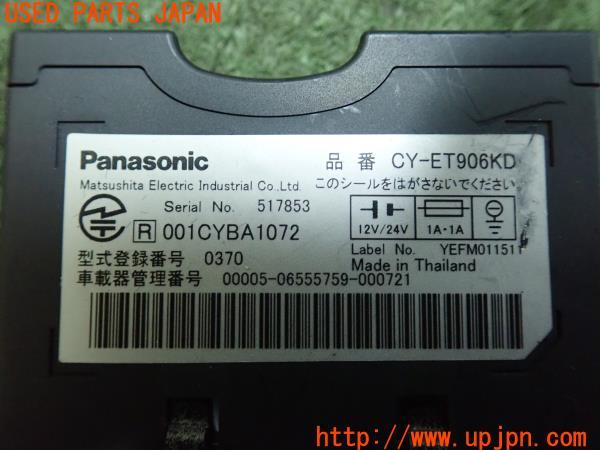 USED PARTS JAPAN
Panasonic 品番 CY-ET906KD
Matsushita Electric Industrial Co.,Ltd. このシールをはがさないでください
Serial No. 517853
R 001CYBA1072 12V/24V 1A・1A
型式登録番号 0370 Label No. YEFM011511
車載器管理番号 00005-06555759-000721 Made in Thailand
UPJ
http://www.upjpn.com